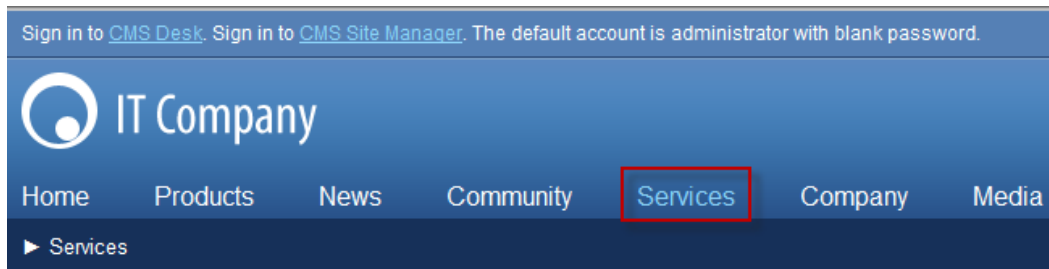 Sign in to CMS Desk. Sign in to CMS Site Manager. The default account is administrator with blank password.
IT Company
Home Products News Community Services Company Media
► Services